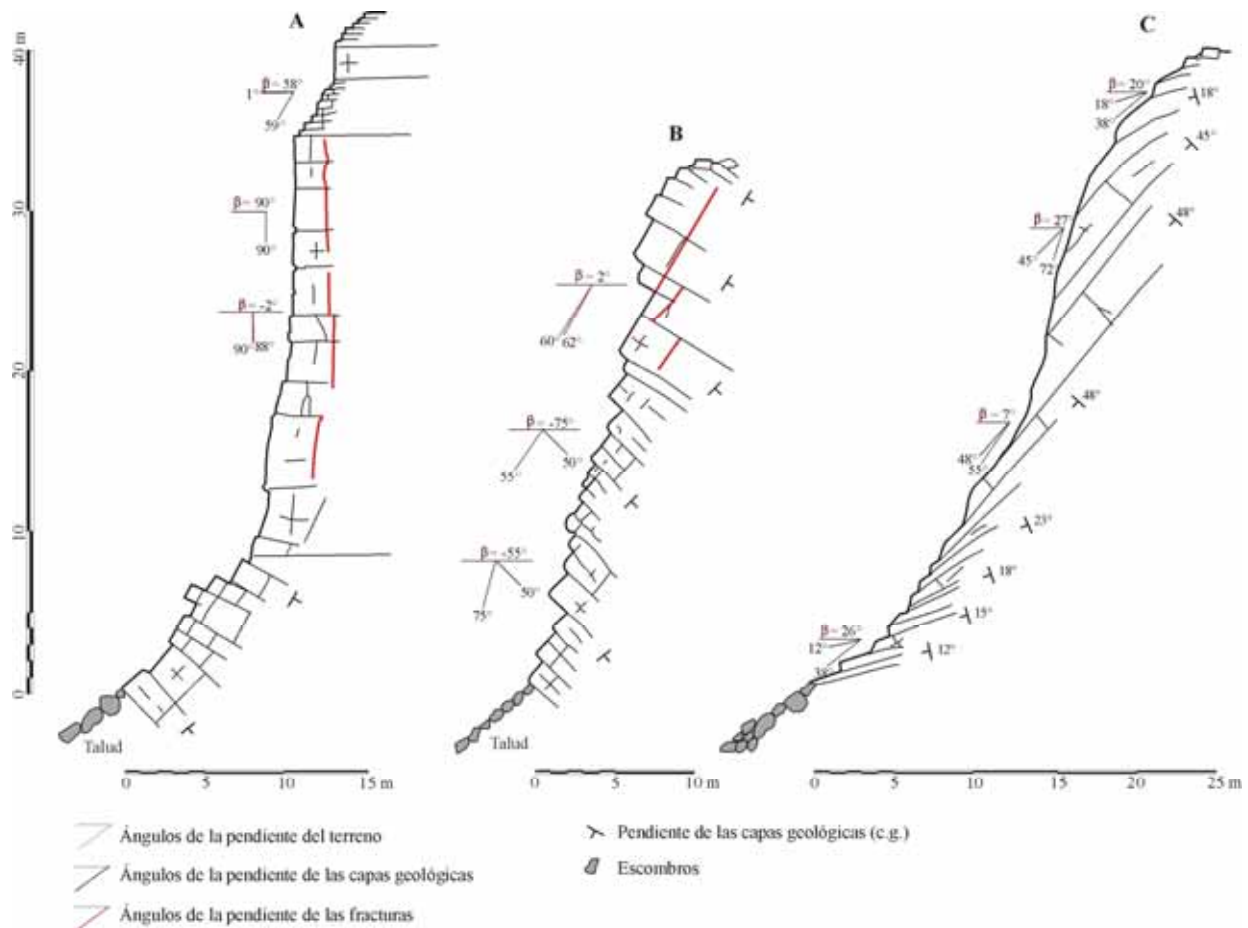 A
40 m
30
20
10
0
β = 58°
1°
59°
β = 90°
90°
β = -2°
90° 88°
Talud
0 5 10 15 m
B
β = 2°
60° 62°
β = -75°
55°
50°
β = -55°
75°
50°
Talud
0 5 10 m
C
β = 20°
18°
38°
18°
45°
β = 27°
45°
72
48°
β = 7°
48°
55°
48°
23°
18°
15°
12°
β = 26°
12°
38°
0 5 10 15 20 25 m
Ángulos de la pendiente del terreno
Ángulos de la pendiente de las capas geológicas
Ángulos de la pendiente de las fracturas
Pendiente de las capas geológicas (c.g.)
Escombros